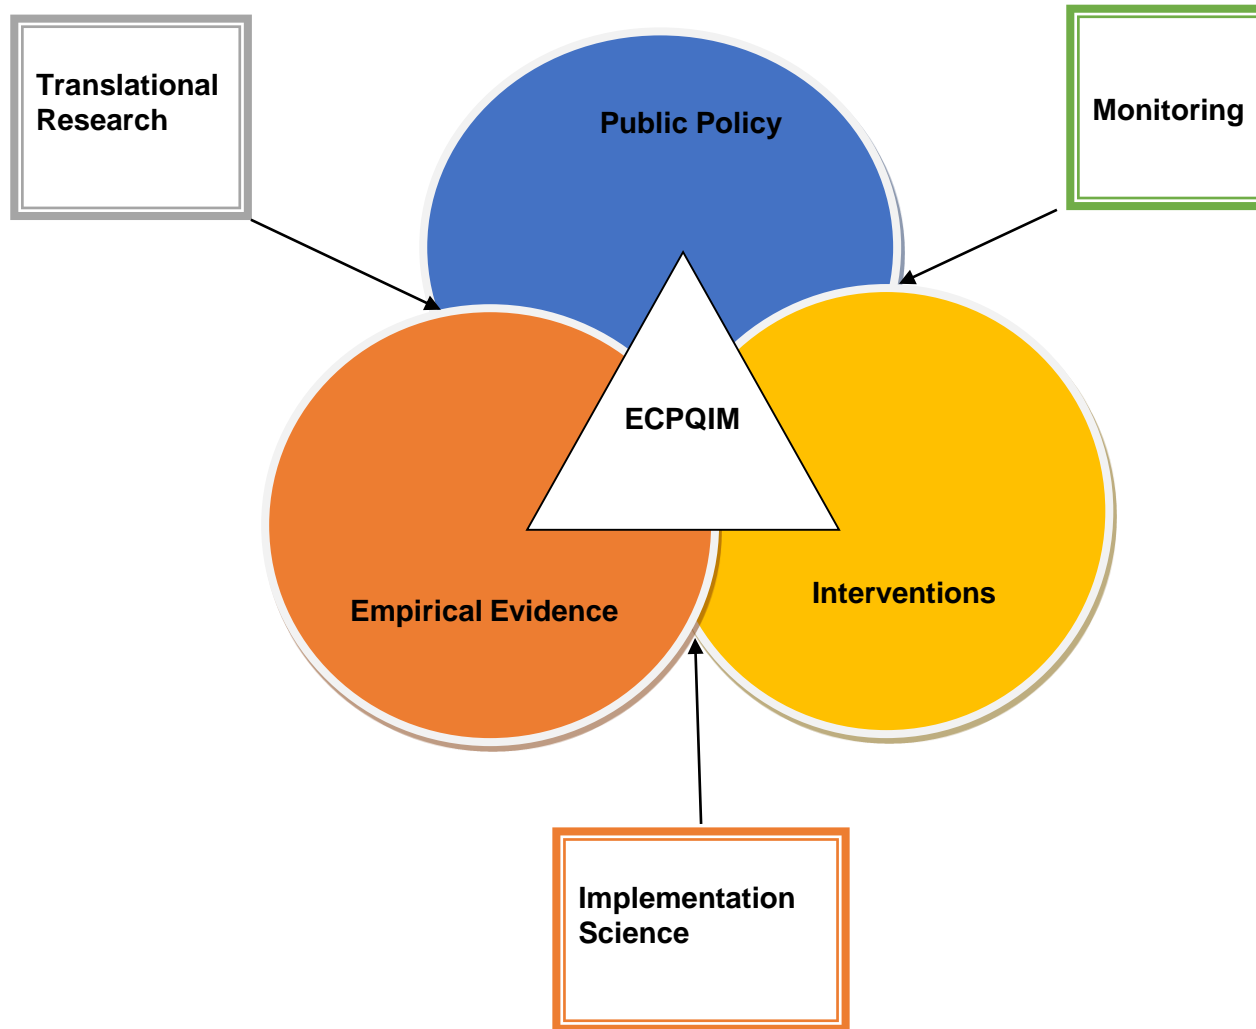 Translational
Research
Public Policy
Monitoring
ECPQIM
Empirical Evidence
Interventions
Implementation
Science